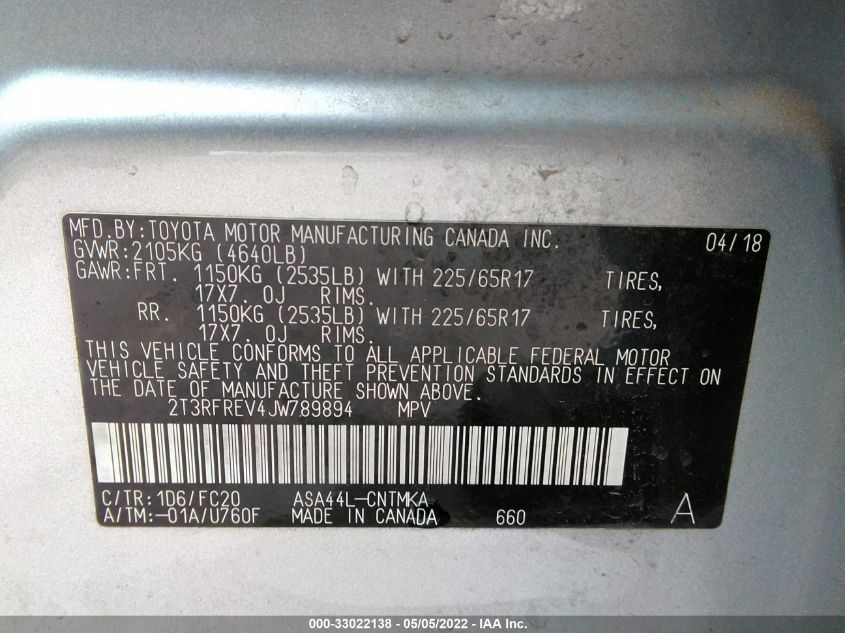 MFD. BY: TOYOTA MOTOR MANUFACTURING CANADA INC. 04/18
GVWR: 2105KG (4640LB)
GAWR: FRT. 1150KG (2535LB) WITH 225/65R17 TIRES,
17X7. 0J RIMS.
RR. 1150KG (2535LB) WITH 225/65R17 TIRES,
17X7. 0J RIMS.
THIS VEHICLE CONFORMS TO ALL APPLICABLE FEDERAL MOTOR
VEHICLE SAFETY AND THEFT PREVENTION STANDARDS IN EFFECT ON
THE DATE OF MANUFACTURE SHOWN ABOVE.
2T3RFREV4JW789894 MPV
C/TR: 1D6/FC20 ASA44L-CNTMKA
A/TM: -01A/U760F MADE IN CANADA 660 A
000-33022138 - 05/05/2022 - IAA Inc.